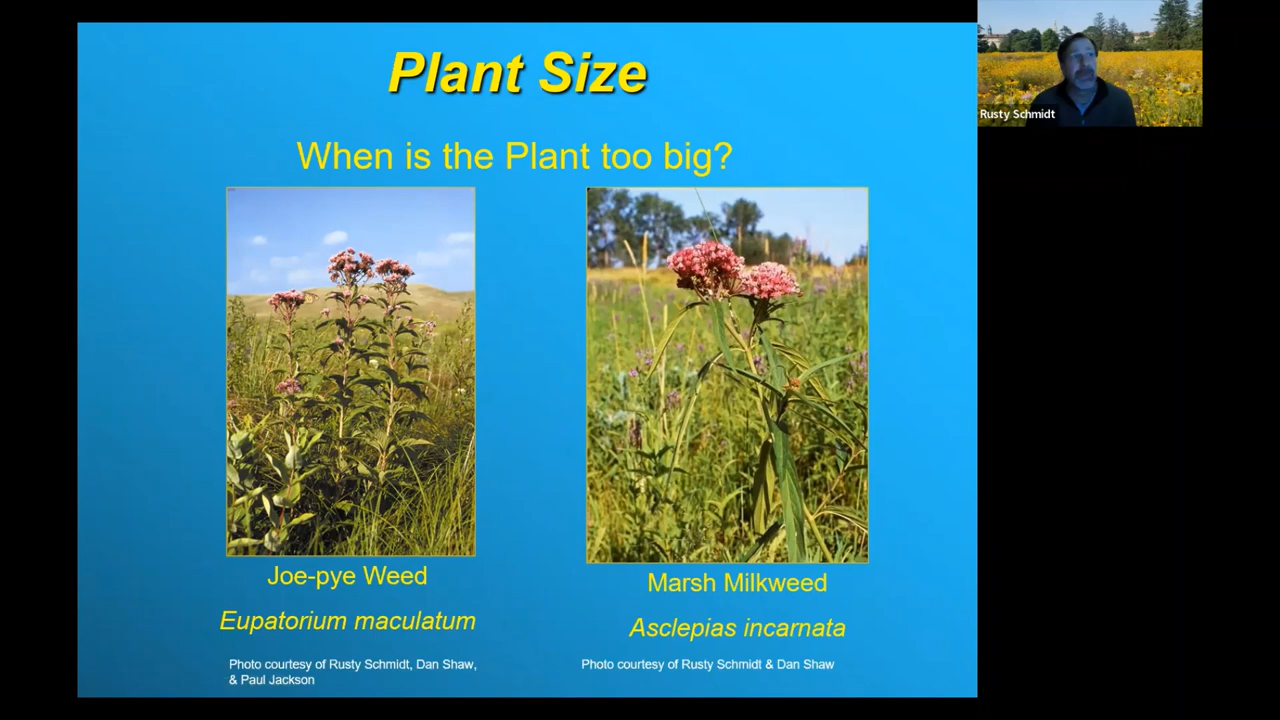 Plant Size
When is the Plant too big?
Joe-pye Weed
Eupatorium maculatum
Photo courtesy of Rusty Schmidt, Dan Shaw,
& Paul Jackson
Marsh Milkweed
Asclepias incarnata
Photo courtesy of Rusty Schmidt & Dan Shaw
Rusty Schmidt